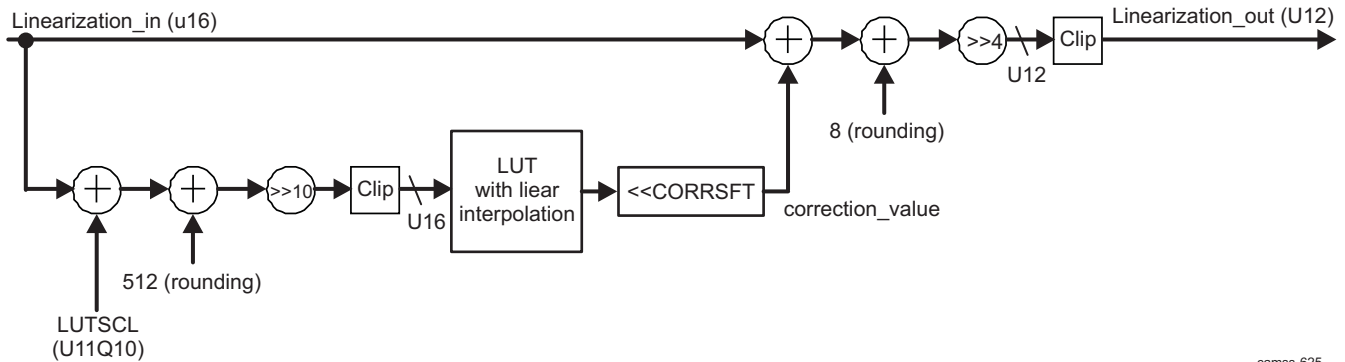 Linearization_in (u16)
Linearization_out (U12)
+
+
>>4
Clip
U12
8 (rounding)
+
+
>>10
Clip
U16
LUT
with liear
interpolation
<<CORRSFT
correction_value
512 (rounding)
LUTSCL
(U11Q10)